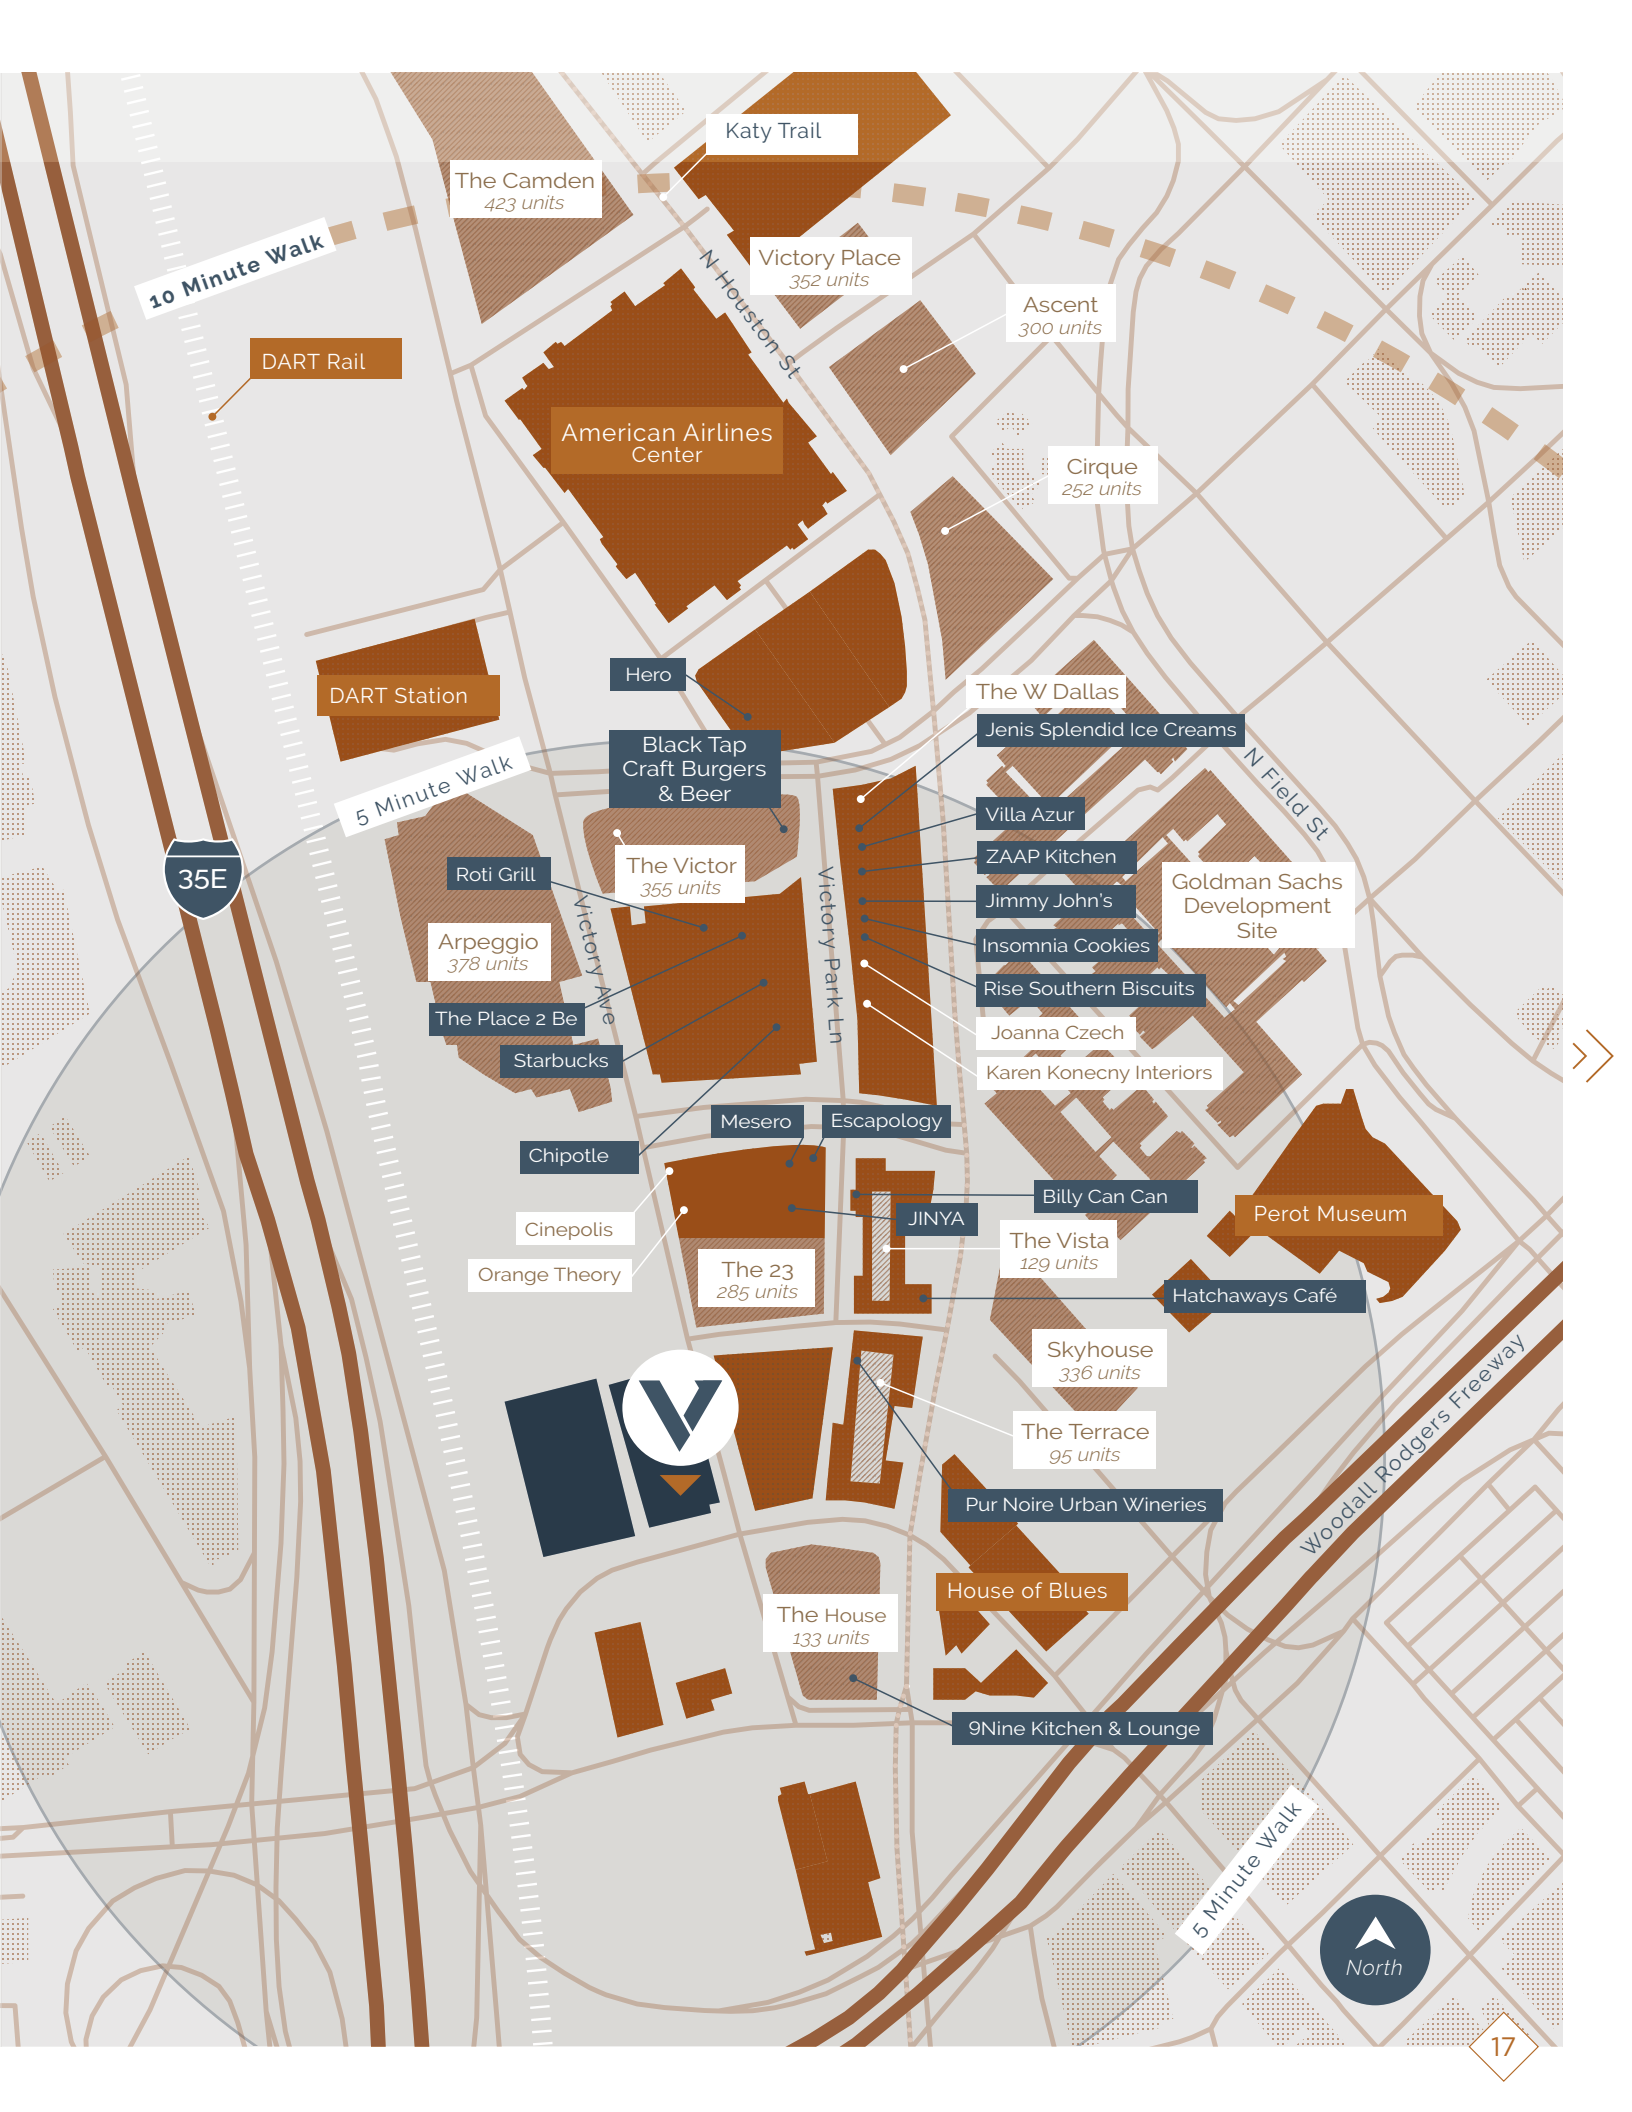 Katy Trail
The Camden
423 units
10 Minute Walk
N Houston St
Victory Place
352 units
Ascent
300 units
DART Rail
American Airlines
Center
Cirque
252 units
Hero
DART Station
The W Dallas
Jenis Splendid Ice Creams
Black Tap
Craft Burgers
& Beer
5 Minute Walk
N Field St
Villa Azur
ZAAP Kitchen
35E
Roti Grill
The Victor
355 units
Victory Ave
Victory Park Ln
Jimmy John's
Goldman Sachs
Development
Site
Arpeggio
378 units
Insomnia Cookies
Rise Southern Biscuits
The Place 2 Be
Joanna Czech
Starbucks
Karen Konecny Interiors
Mesero
Escapology
Chipotle
Billy Can Can
Cinepolis
JINYA
Perot Museum
The Vista
129 units
Orange Theory
The 23
285 units
Hatchaways Café
Skyhouse
336 units
Woodall Rodgers Freeway
The Terrace
95 units
Pur Noire Urban Wineries
House of Blues
The House
133 units
9Nine Kitchen & Lounge
5 Minute Walk
North
17